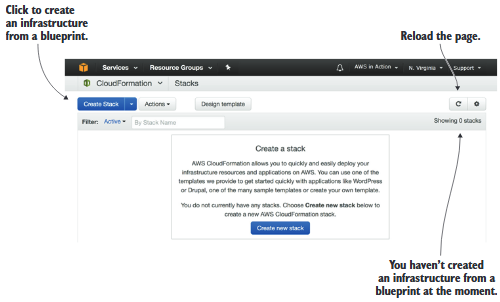 Click to create
an infrastructure
from a blueprint.
Reload the page.
Services Resource Groups
AWS in Action N. Virginia Support
CloudFormation Stacks
Create Stack Actions Design template
Filter: Active By Stack Name Showing 0 stacks
Create a stack
AWS CloudFormation allows you to quickly and easily deploy your
infrastructure resources and applications on AWS. You can use one of the
templates we provide to get started quickly with applications like WordPress
or Drupal, one of the many sample templates or create your own template.
You do not currently have any stacks. Choose Create new stack below to
create a new AWS CloudFormation stack.
Create new stack
You haven't created
an infrastructure from a
blueprint at the moment.